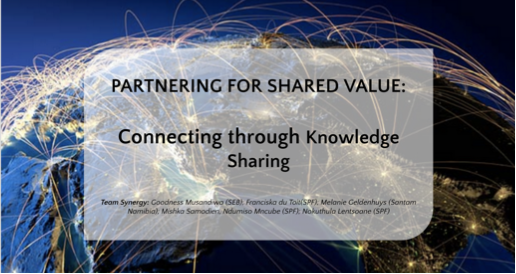 PARTNERING FOR SHARED VALUE:
Connecting through Knowledge
Sharing
Team Synergy: Goodness Musandiwa (SEB), Franciska du Toit(SPF), Melanie Geldenhuys (Santam
Namibia), Mishka Samodien, Ndumiso Mncube (SPF), Nokuthula Lentsoane (SPF)